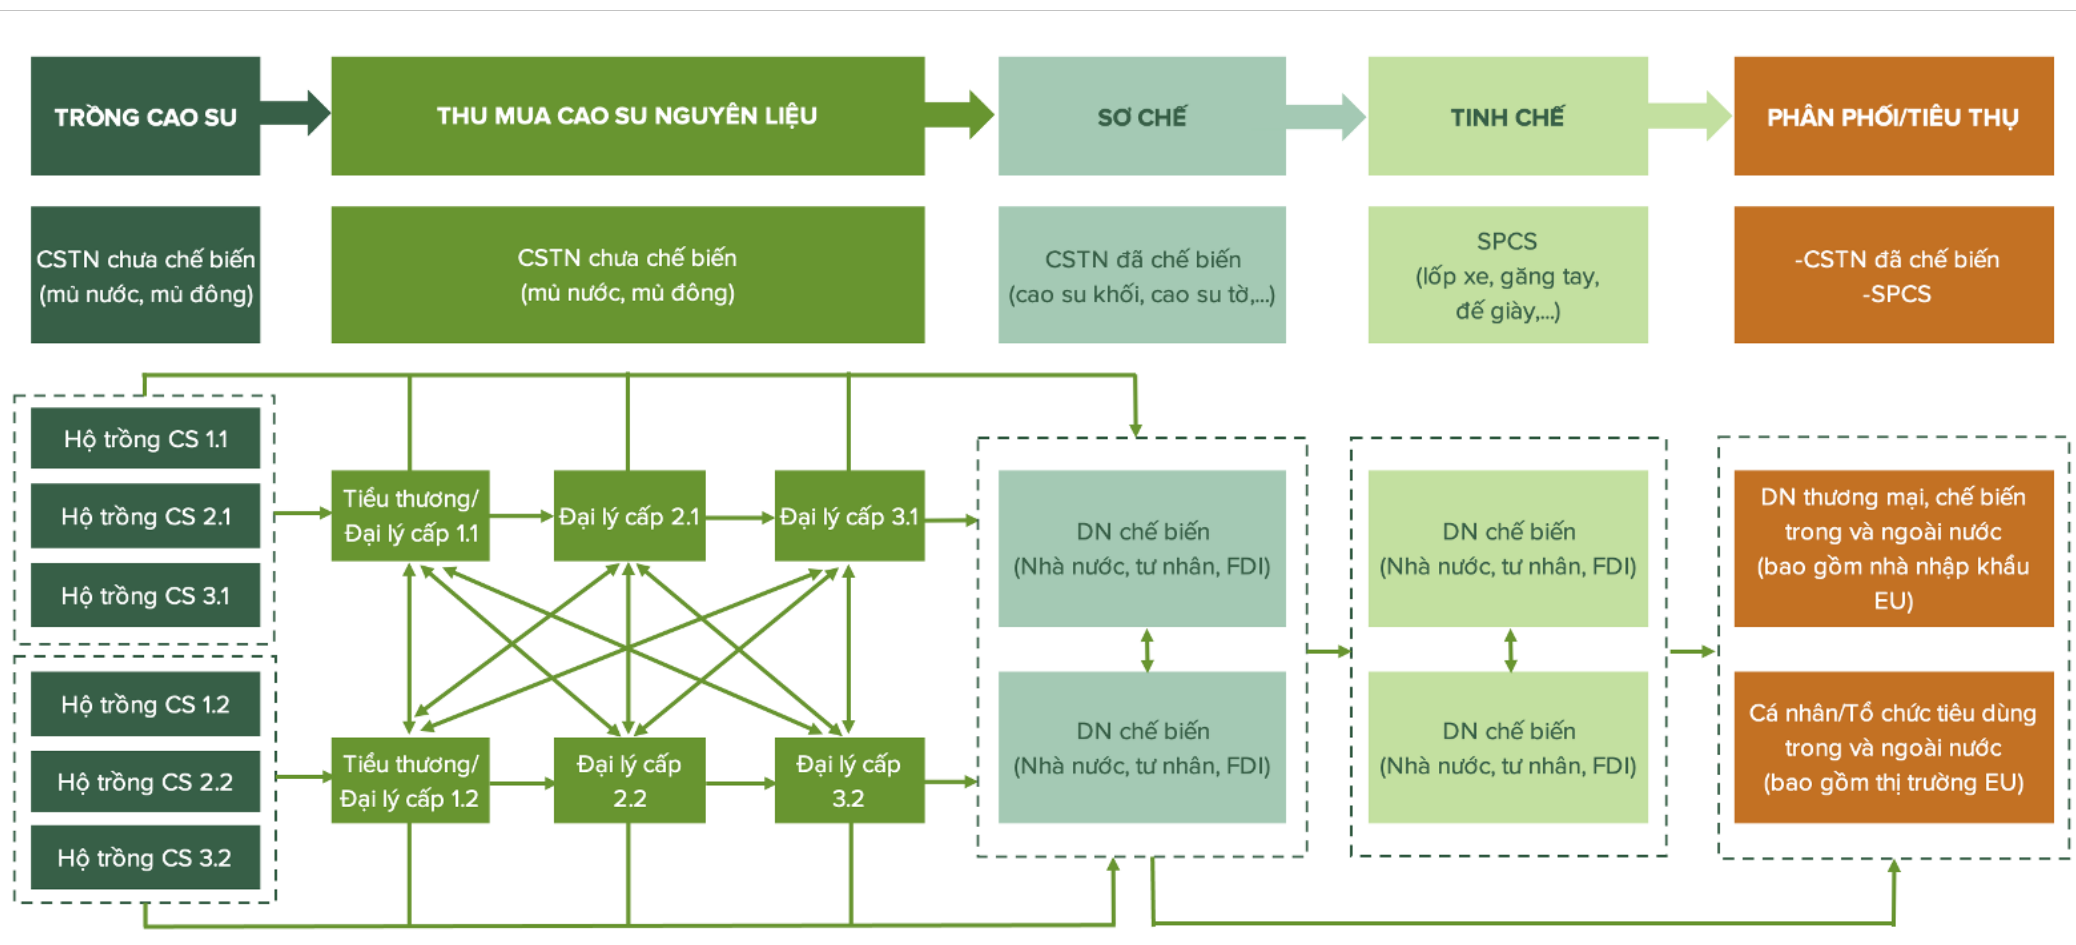 TRỒNG CAO SU
THU MUA CAO SU NGUYÊN LIỆU
SƠ CHẾ
TINH CHẾ
PHÂN PHỐI/TIÊU THỤ
CSTN chưa chế biến
(mủ nước, mủ đông)
CSTN chưa chế biến
(mủ nước, mủ đông)
CSTN đã chế biến
(cao su khối, cao su tờ,...)
SPCS
(lốp xe, găng tay,
đế giày,...)
-CSTN đã chế biến
-SPCS
Hộ trồng CS 1.1
Hộ trồng CS 2.1
Hộ trồng CS 3.1
Hộ trồng CS 1.2
Hộ trồng CS 2.2
Hộ trồng CS 3.2
Tiểu thương/
Đại lý cấp 1.1
Đại lý cấp 2.1
Đại lý cấp 3.1
Tiểu thương/
Đại lý cấp 1.2
Đại lý cấp
2.2
Đại lý cấp
3.2
DN chế biến
(Nhà nước, tư nhân, FDI)
DN chế biến
(Nhà nước, tư nhân, FDI)
DN chế biến
(Nhà nước, tư nhân, FDI)
DN chế biến
(Nhà nước, tư nhân, FDI)
DN thương mại, chế biến
trong và ngoài nước
(bao gồm nhà nhập khẩu
EU)
Cá nhân/Tổ chức tiêu dùng
trong và ngoài nước
(bao gồm thị trường EU)